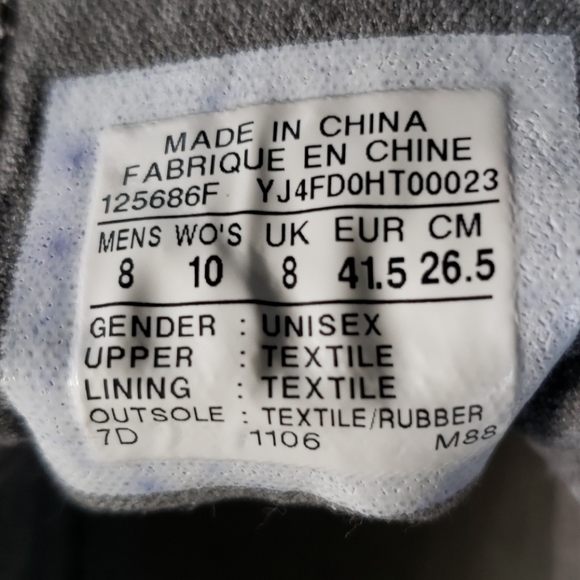 MADE IN CHINA
FABRIQUE EN CHINE
125686F YJ4FD0HT00023
MENS WO'S UK EUR CM
8 10 8 41.5 26.5
GENDER : UNISEX
UPPER : TEXTILE
LINING : TEXTILE
OUTSOLE : TEXTILE/RUBBER
7D 1106 M88